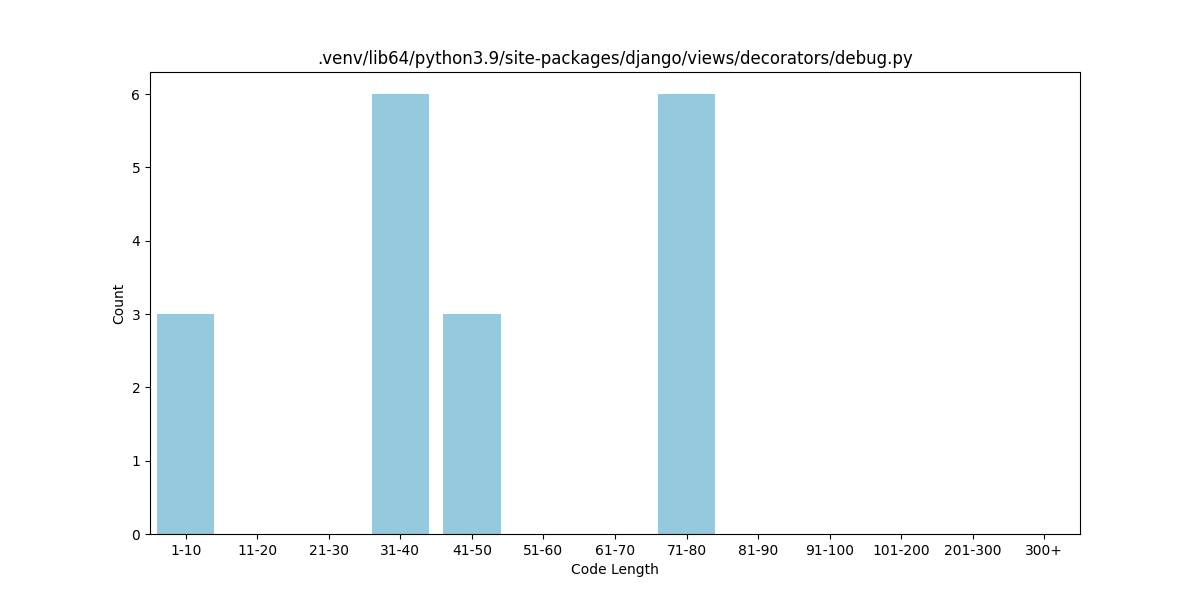 .venv/lib64/python3.9/site-packages/django/views/decorators/debug.py
6
5
4
3
2
1
0
Count
1-10 11-20 21-30 31-40 41-50 51-60 61-70 71-80 81-90 91-100 101-200 201-300 300+
Code Length